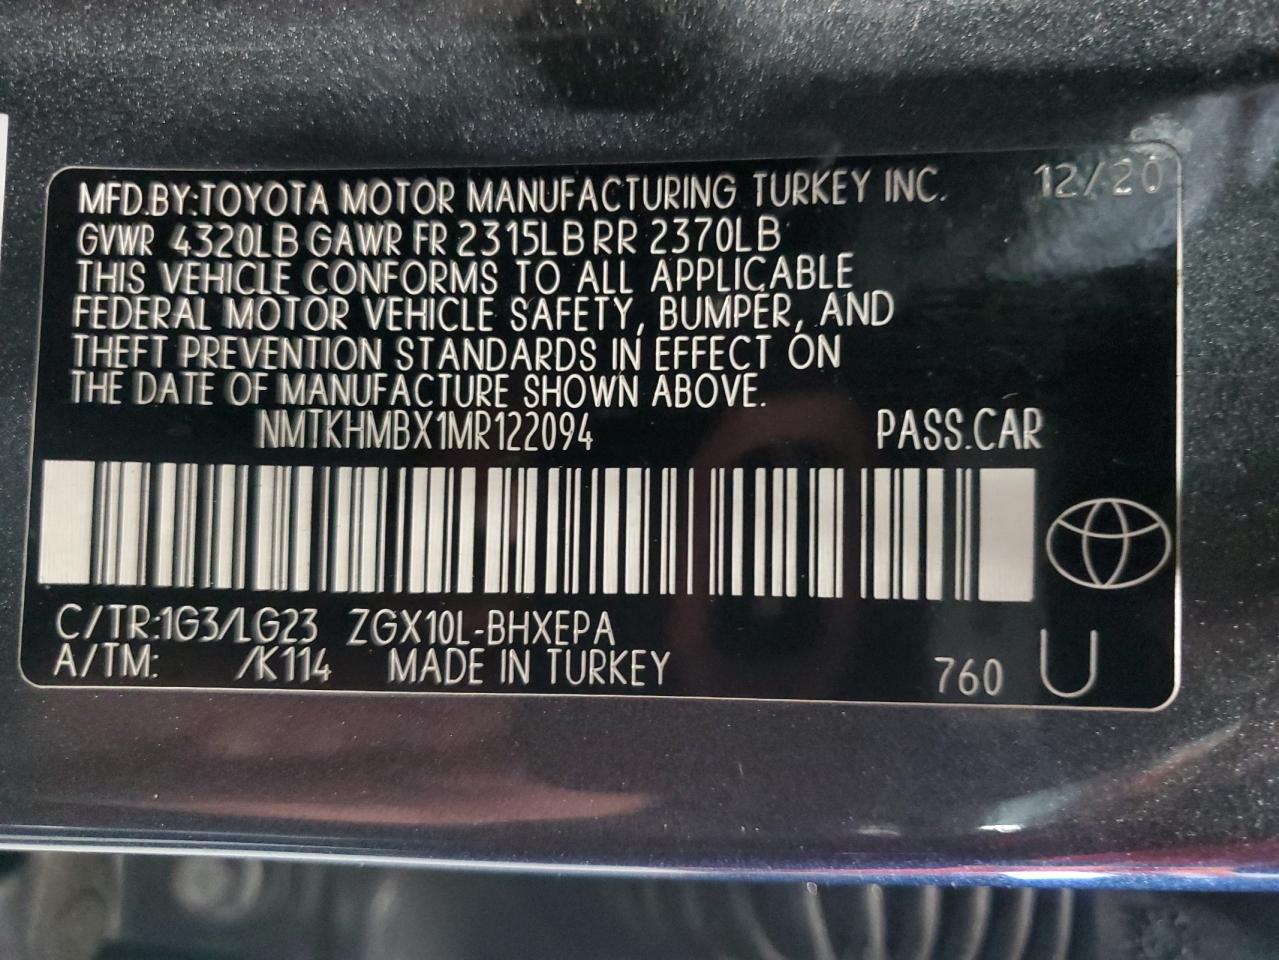 MFD.BY:TOYOTA MOTOR MANUFACTURING TURKEY INC. 12/20
GVWR 4320LB GAWR FR 2315LB RR 2370LB
THIS VEHICLE CONFORMS TO ALL APPLICABLE
FEDERAL MOTOR VEHICLE SAFETY, BUMPER, AND
THEFT PREVENTION STANDARDS IN EFFECT ON
THE DATE OF MANUFACTURE SHOWN ABOVE.
NMTKHMBX1MR122094 PASS.CAR
C/TR:1G3/LG23 ZGX10L-BHXEPA
A/TM: /K114 MADE IN TURKEY 760 U